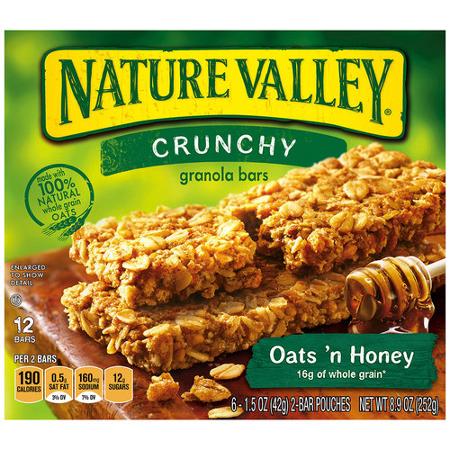 NATURE VALLEY®
CRUNCHY
granola bars
made with
100%
NATURAL
whole grain
OATS
ENLARGED
TO SHOW
DETAIL
12
BARS
PER 2 BARS
190
CALORIES
0.5g
SAT FAT
3% DV
160mg
SODIUM
7% DV
12g
SUGARS
Oats 'n Honey
16g of whole grain*
6 - 1.5 OZ (42g) 2-BAR POUCHES NET WT 8.9 OZ (252g)